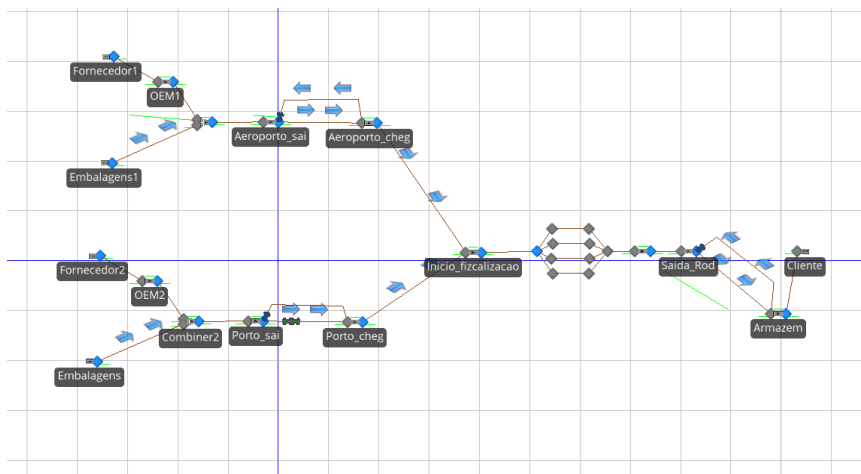 Fornecedor1
OEM1
Aeroporto_sai
Aeroporto_cheg
Embalagens1
Fornecedor2
Inicio_fizcalizacao
Saida_Rod
Cliente
OEM2
Combiner2
Porto_sai
Porto_cheg
Armazem
Embalagens